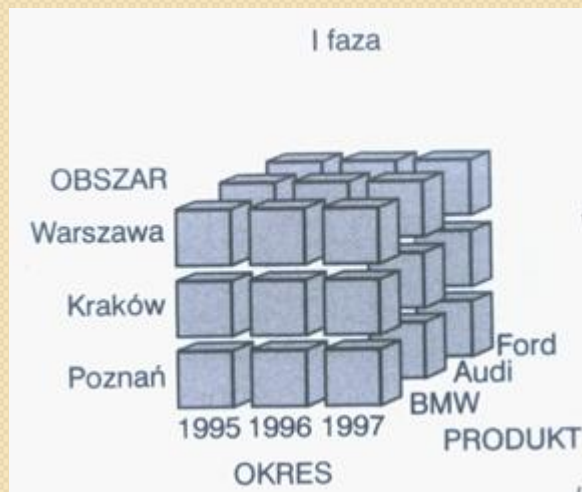 I faza
OBSZAR
Warszawa
Kraków
Poznań
Ford
Audi
BMW
1995 1996 1997
PRODUKT
OKRES